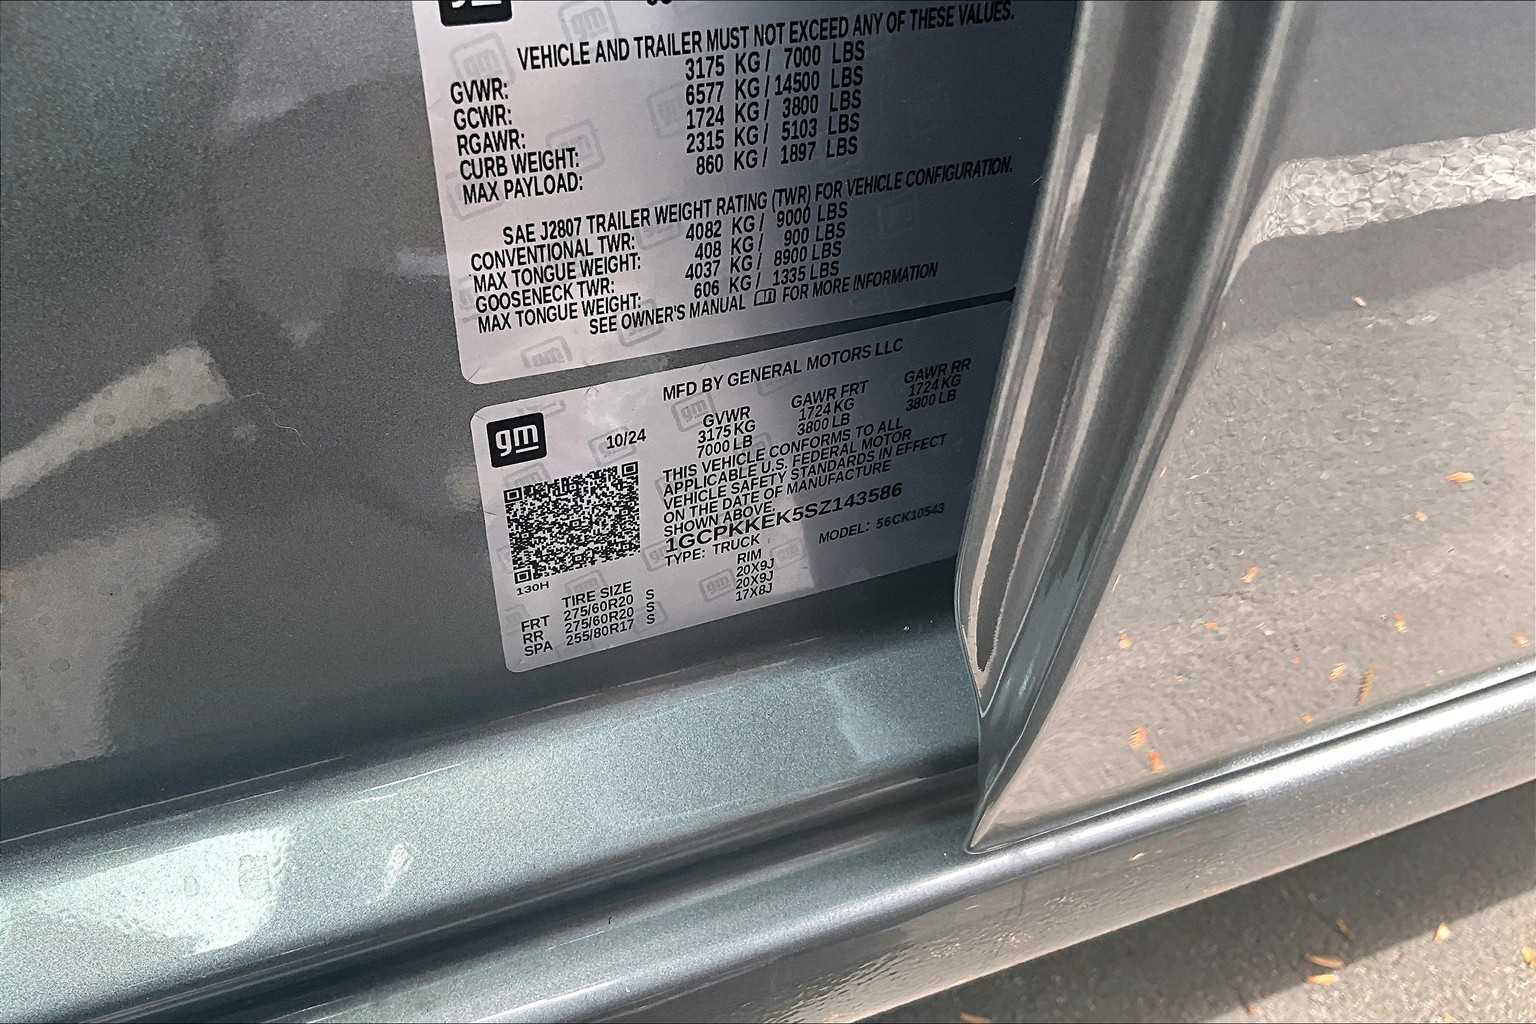 VEHICLE AND TRAILER MUST NOT EXCEED ANY OF THESE VALUES.
GVWR: 3175 KG / 7000 LBS
GCWR: 6577 KG / 14500 LBS
RGAWR: 1724 KG / 3800 LBS
CURB WEIGHT: 2315 KG / 5103 LBS
MAX PAYLOAD: 860 KG / 1897 LBS
SAE J2807 TRAILER WEIGHT RATING (TWR) FOR VEHICLE CONFIGURATION.
CONVENTIONAL TWR: 4082 KG / 9000 LBS
MAX TONGUE WEIGHT: 408 KG / 900 LBS
GOOSENECK TWR: 4037 KG / 8900 LBS
MAX TONGUE WEIGHT: 606 KG / 1335 LBS
SEE OWNER'S MANUAL FOR MORE INFORMATION
MFD BY GENERAL MOTORS LLC
gm 10/24
GVWR GAWR FRT GAWR RR
3175 KG 1724 KG 1724 KG
7000 LB 3800 LB 3800 LB
THIS VEHICLE CONFORMS TO ALL
APPLICABLE U.S. FEDERAL MOTOR
VEHICLE SAFETY STANDARDS IN EFFECT
ON THE DATE OF MANUFACTURE
SHOWN ABOVE.
1GCPKKEK5SZ143586
TYPE: TRUCK MODEL: 56CK10543
130H
TIRE SIZE RIM
FRT 275/60R20 S 20X9J
RR 275/60R20 S 20X9J
SPA 255/80R17 S 17X8J